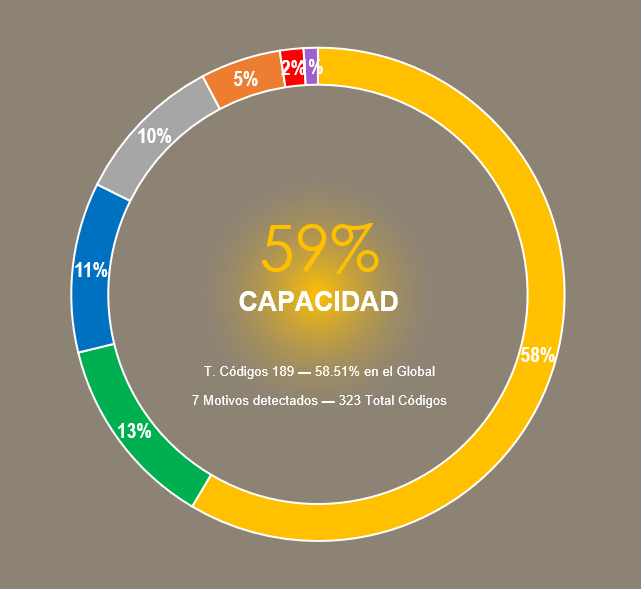 2%
1%
5%
10%
59%
11%
CAPACIDAD
58%
T. Códigos 189 — 58.51% en el Global
7 Motivos detectados — 323 Total Códigos
13%